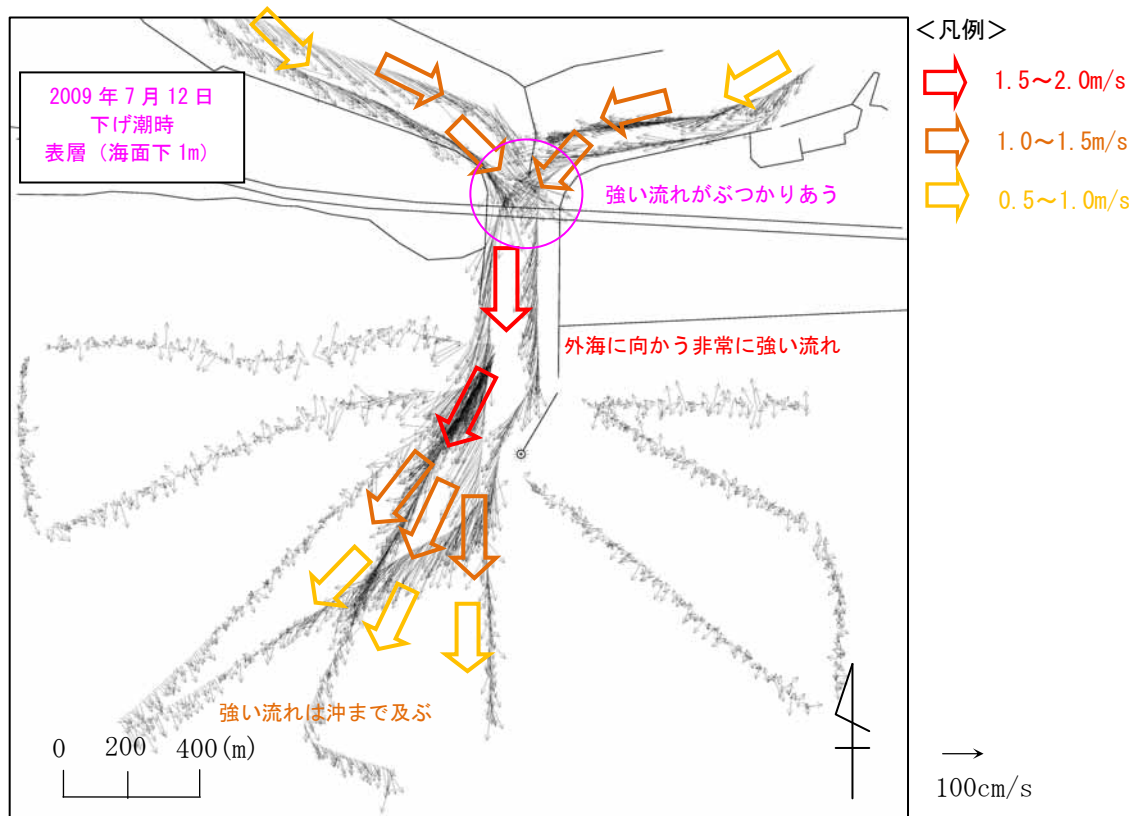 2009年7月12日
下げ潮時
表層（海面下1m）
強い流れがぶつかりあう
外海に向かう非常に強い流れ
強い流れは沖まで及ぶ
0 200 400(m)
＜凡例＞
1.5～2.0m/s
1.0～1.5m/s
0.5～1.0m/s
100cm/s